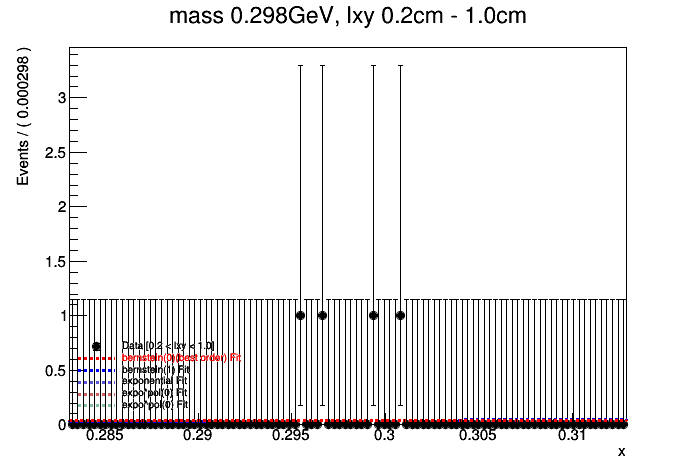 mass 0.298GeV, lxy 0.2cm - 1.0cm
Events / ( 0.000298 )
3
2.5
2
1.5
1
0.5
0
Data [0.2 < lxy < 1.0]
bernstein(0)(best order) Fit
bernstein(1) Fit
exponential Fit
expo*pol(0) Fit
expo*pol(0) Fit
0.285 0.29 0.295 0.3 0.305 0.31
x